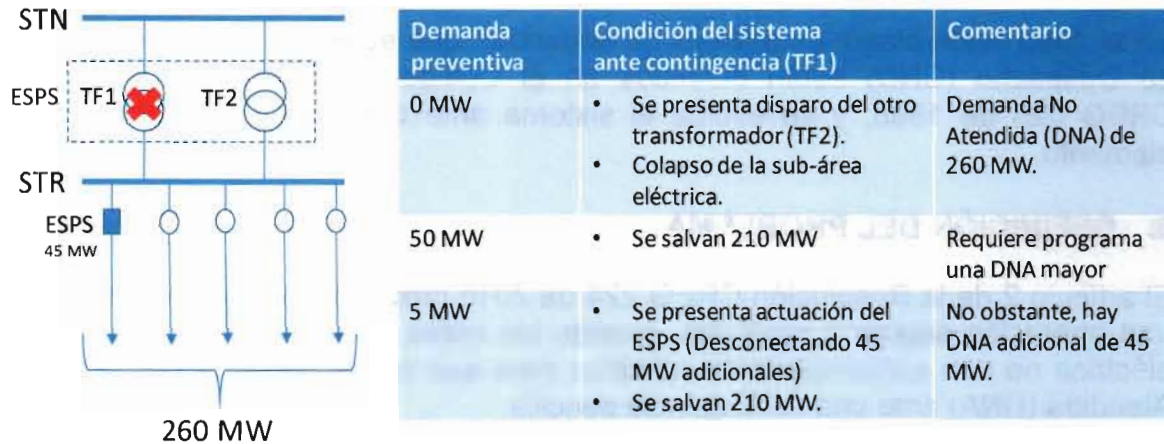 STN
ESPS
TF1
TF2
STR
ESPS
45 MW
260 MW
Demanda
preventiva
Condición del sistema
ante contingencia (TF1)
Comentario
0 MW
• Se presenta disparo del otro
transformador (TF2).
• Colapso de la sub-área
eléctrica.
Demanda No
Atendida (DNA) de
260 MW.
50 MW
• Se salvan 210 MW
Requiere programa
una DNA mayor
5 MW
• Se presenta actuación del
ESPS (Desconectando 45
MW adicionales)
• Se salvan 210 MW.
No obstante, hay
DNA adicional de 45
MW.